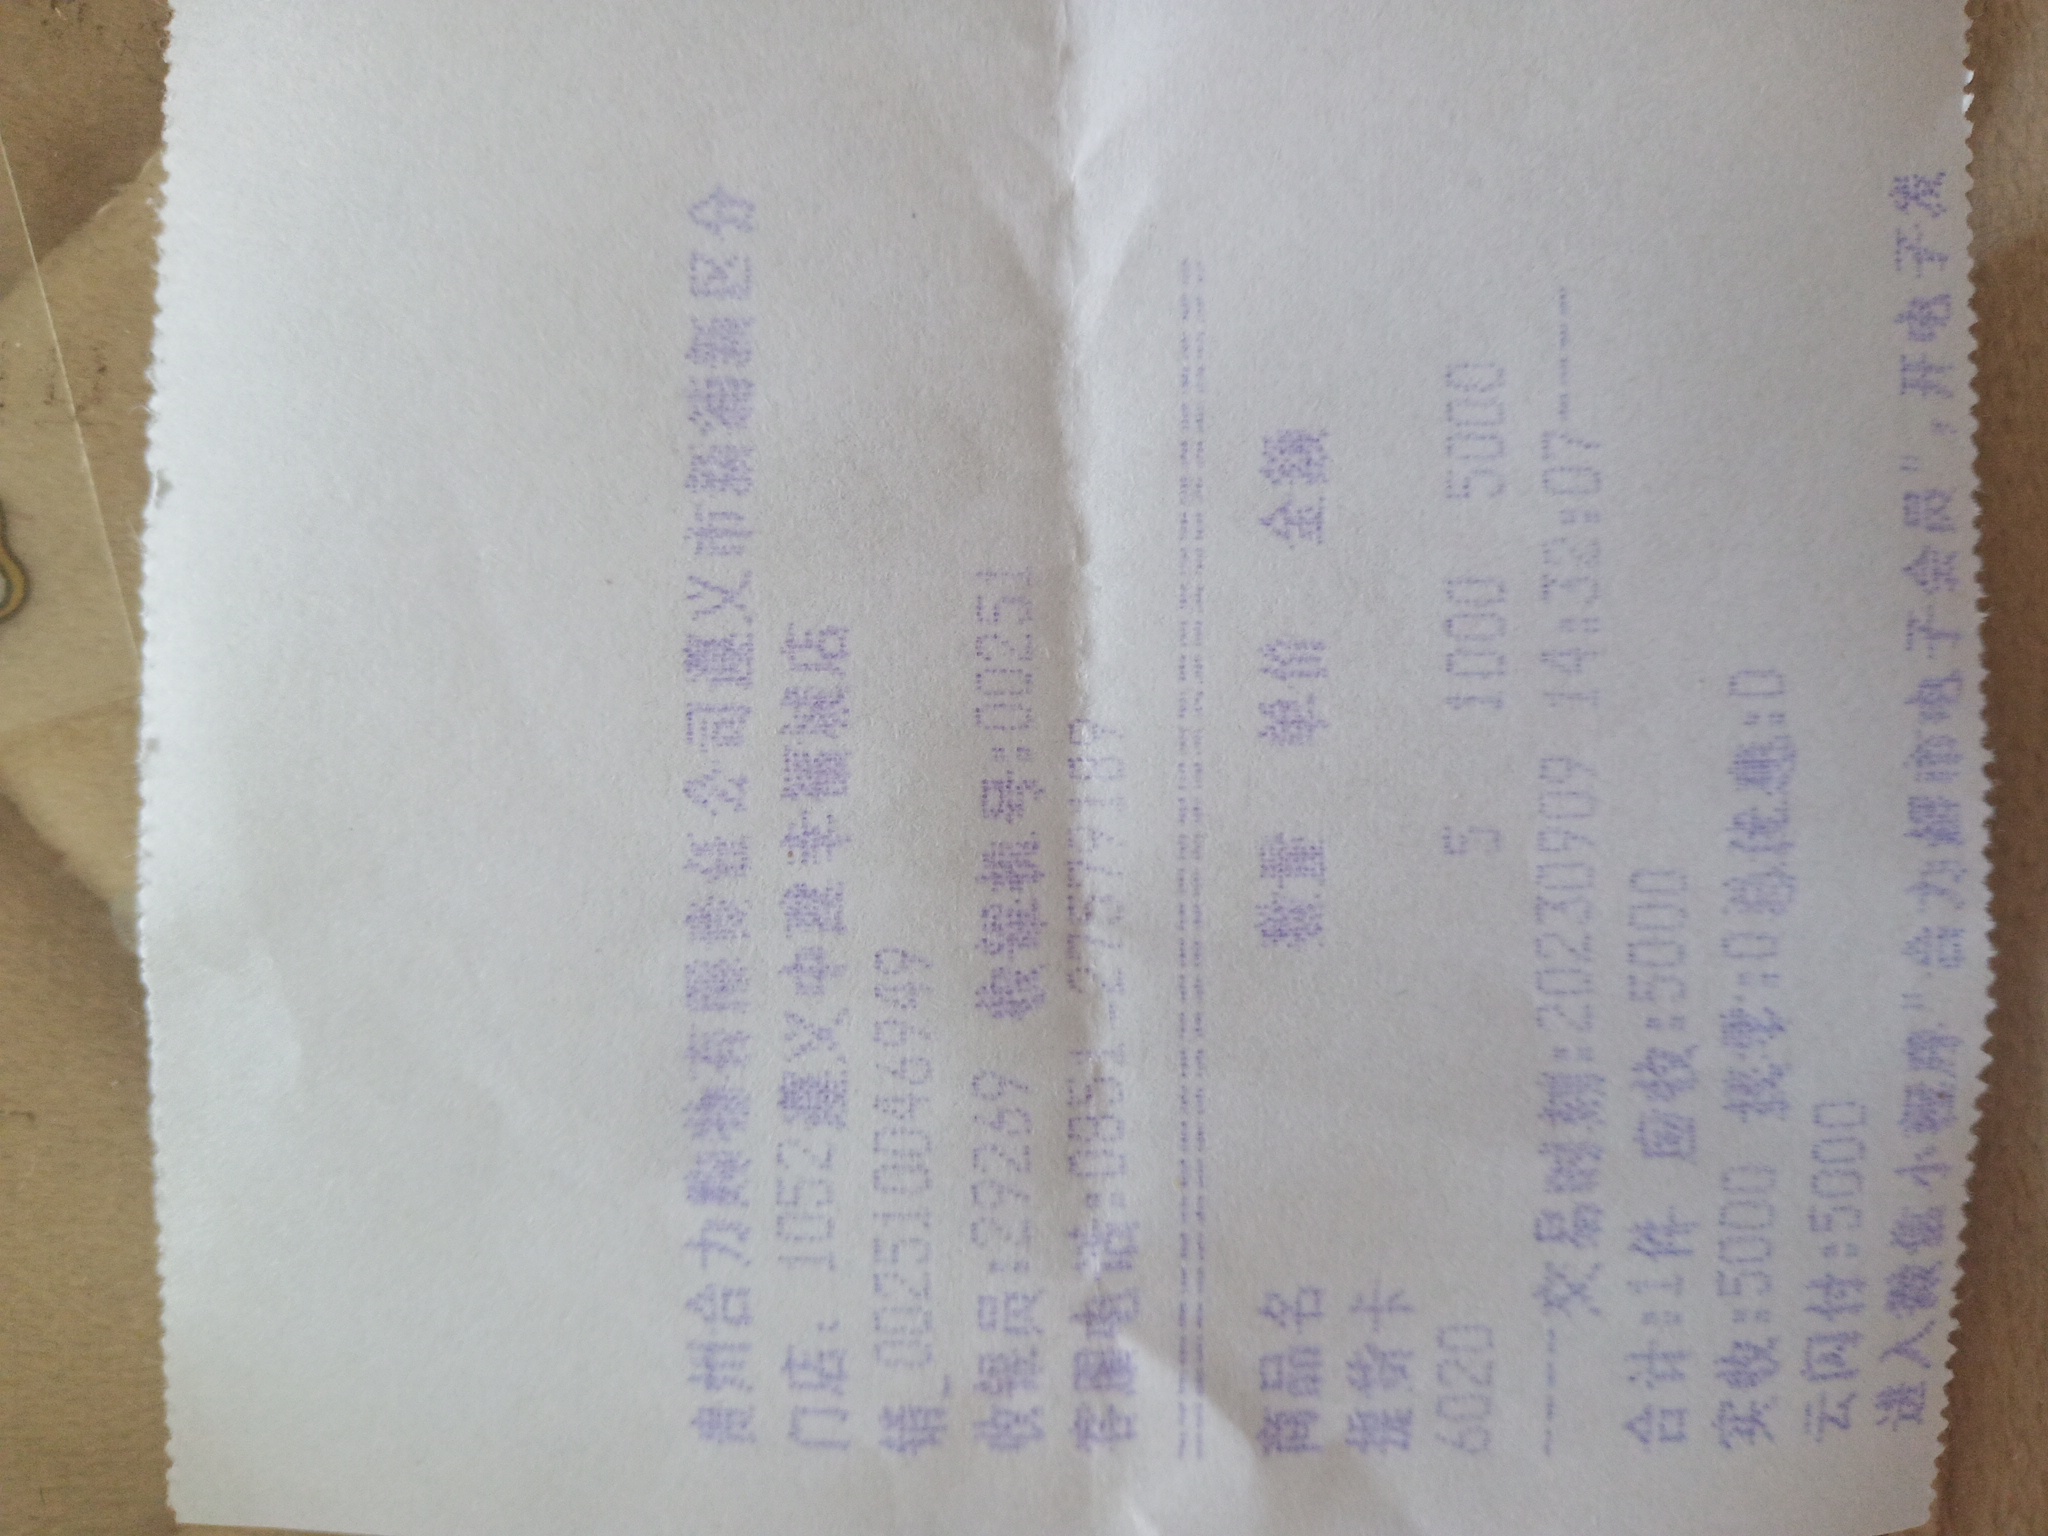 贵州合力购物有限责任公司遵义市新蒲新区分
门店: 1052遵义中建幸福城店
销_002510046949
收银员:29269 收银机号:00251
客服电话:0851-27674189
================================
商品名 数量 单价 金额
提货卡
6020 5 1000 5000
-----交易时刻:20230909 14:32:07-----
合计:1件 应收:5000
实收:5000 找零:0总优惠:0
云闪付:5000
进入微信小程序"合力超市电子会员",开电子发